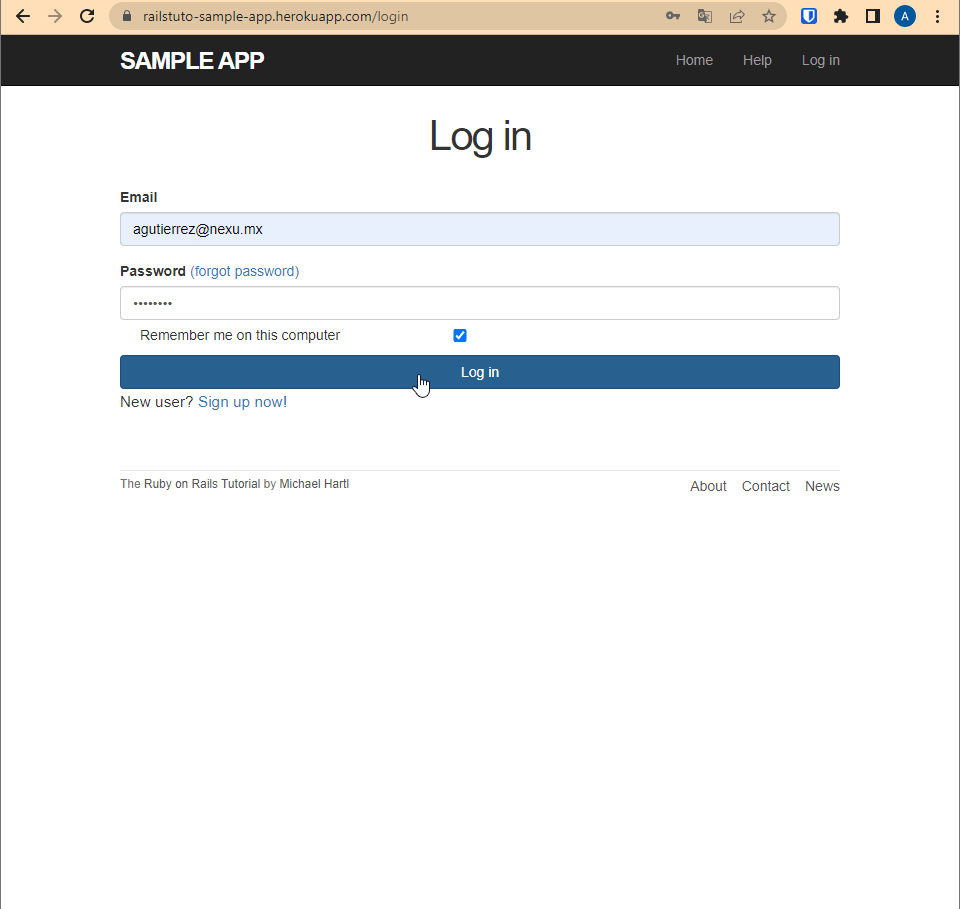 railstuto-sample-app.herokuapp.com/login
A
SAMPLE APP Home Help Log in
Log in
Email
agutierrez@nexu.mx
Password (forgot password)
••••••••
Remember me on this computer
Log in
New user? Sign up now!
The Ruby on Rails Tutorial by Michael Hartl About Contact News